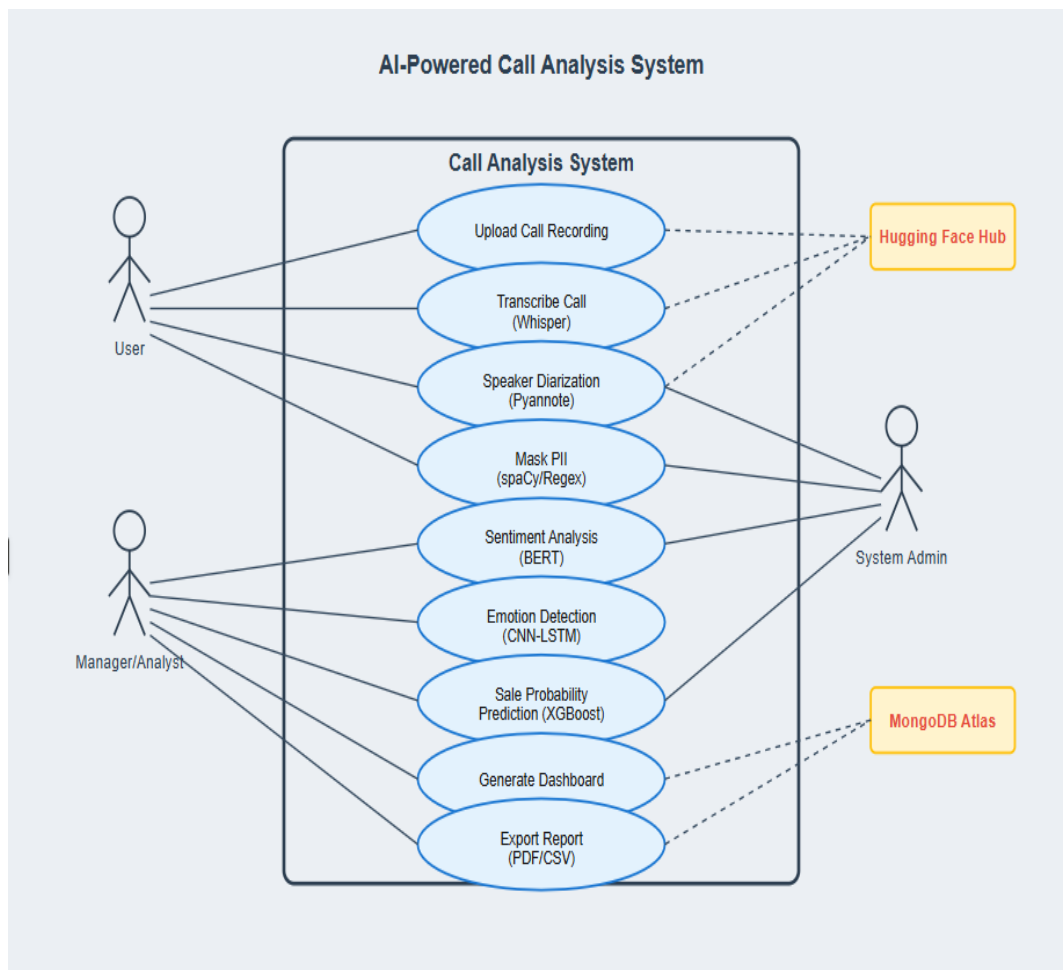 AI-Powered Call Analysis System
Call Analysis System
Upload Call Recording
Hugging Face Hub
Transcribe Call
(Whisper)
User
Speaker Diarization
(Pyannote)
Mask PII
(spaCy/Regex)
Sentiment Analysis
(BERT)
System Admin
Emotion Detection
(CNN-LSTM)
Manager/Analyst
Sale Probability
Prediction (XGBoost)
MongoDB Atlas
Generate Dashboard
Export Report
(PDF/CSV)